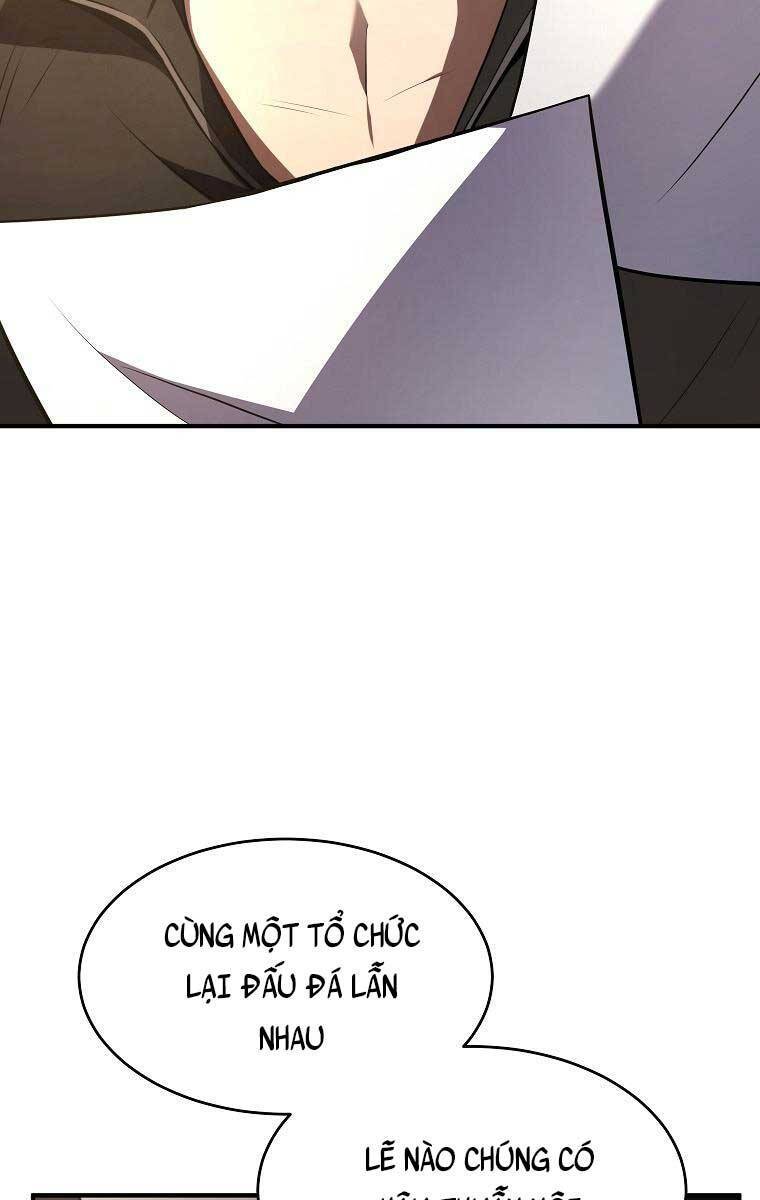 CÙNG MỘT TỔ CHỨC
LẠI ĐẤU ĐÁ LẪN
NHAU
LẼ NÀO CHÚNG CÓ